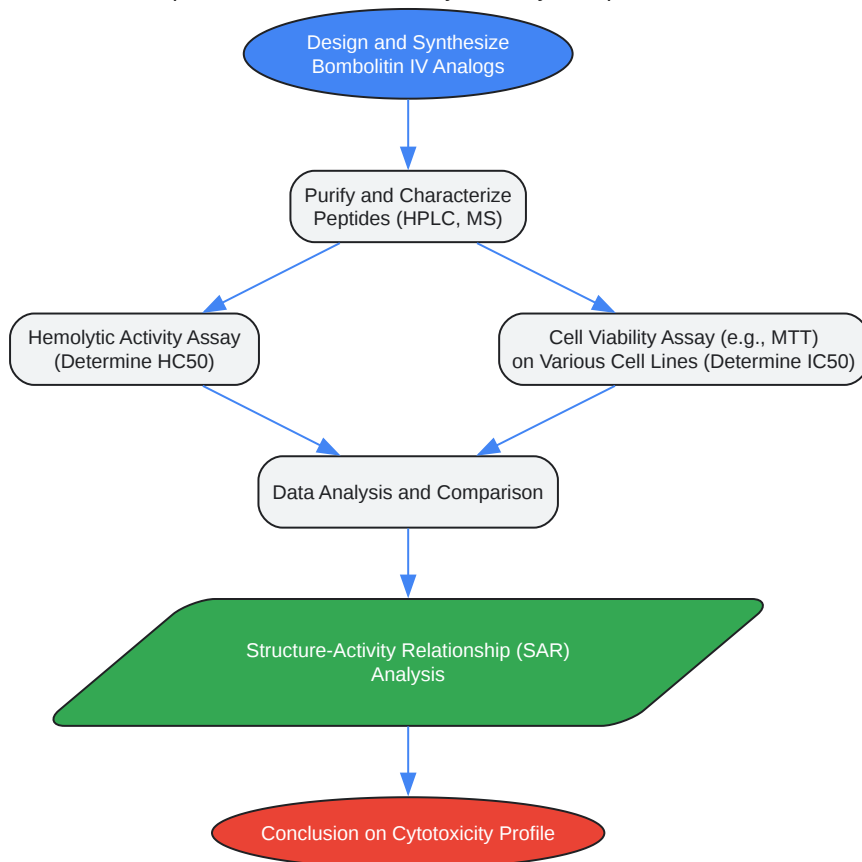 Design and Synthesize
Bombolitin IV Analogs
Purify and Characterize
Peptides (HPLC, MS)
Hemolytic Activity Assay
(Determine HC50)
Cell Viability Assay (e.g., MTT)
on Various Cell Lines (Determine IC50)
Data Analysis and Comparison
Structure-Activity Relationship (SAR)
Analysis
Conclusion on Cytotoxicity Profile